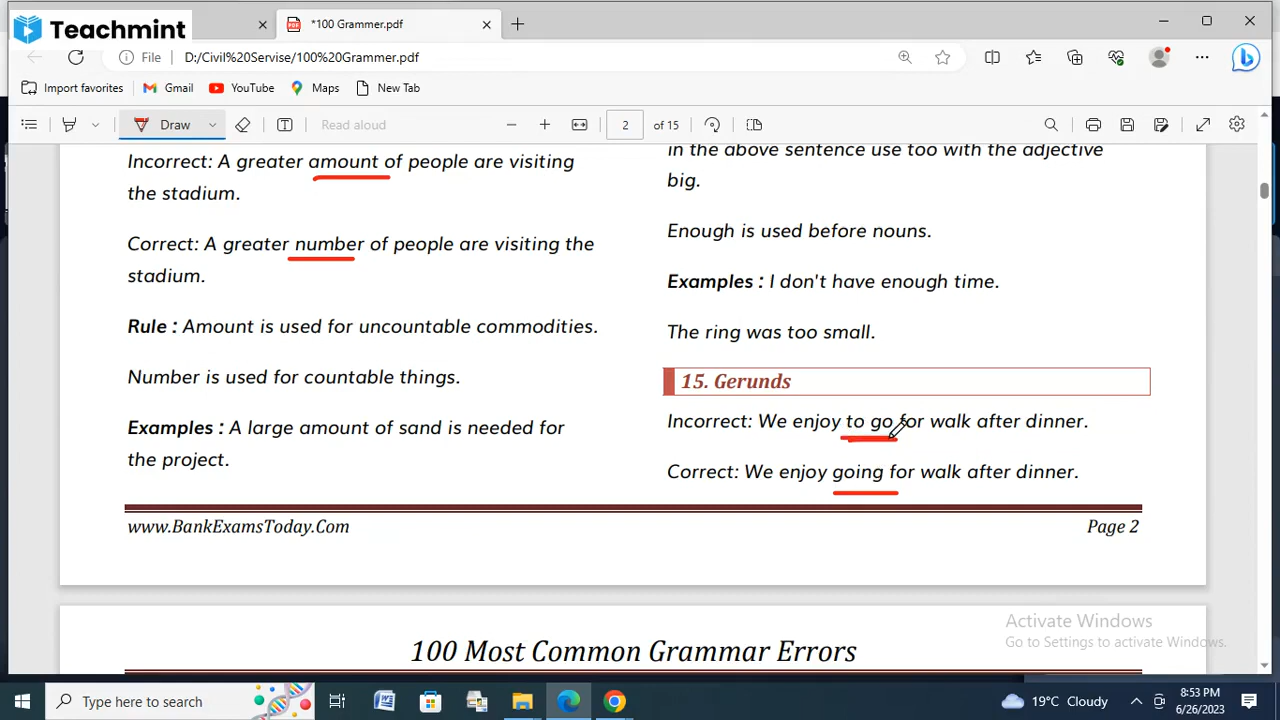 Teachmint
*100 Grammer.pdf
File
D:/Civil%20Servise/100%20Grammer.pdf
Import favorites
Gmail
YouTube
Maps
New Tab
Draw
Read aloud
2
of 15
Incorrect: A greater amount of people are visiting
the stadium.
Correct: A greater number of people are visiting the
stadium.
Rule : Amount is used for uncountable commodities.
Number is used for countable things.
Examples : A large amount of sand is needed for
the project.
in the above sentence use too with the adjective
big.
Enough is used before nouns.
Examples : I don't have enough time.
The ring was too small.
15. Gerunds
Incorrect: We enjoy to go for walk after dinner.
Correct: We enjoy going for walk after dinner.
www.BankExamsToday.Com
Page 2
100 Most Common Grammar Errors
Activate Windows
Go to Settings to activate Windows.
Type here to search
19°C Cloudy
8:53 PM
6/26/2023